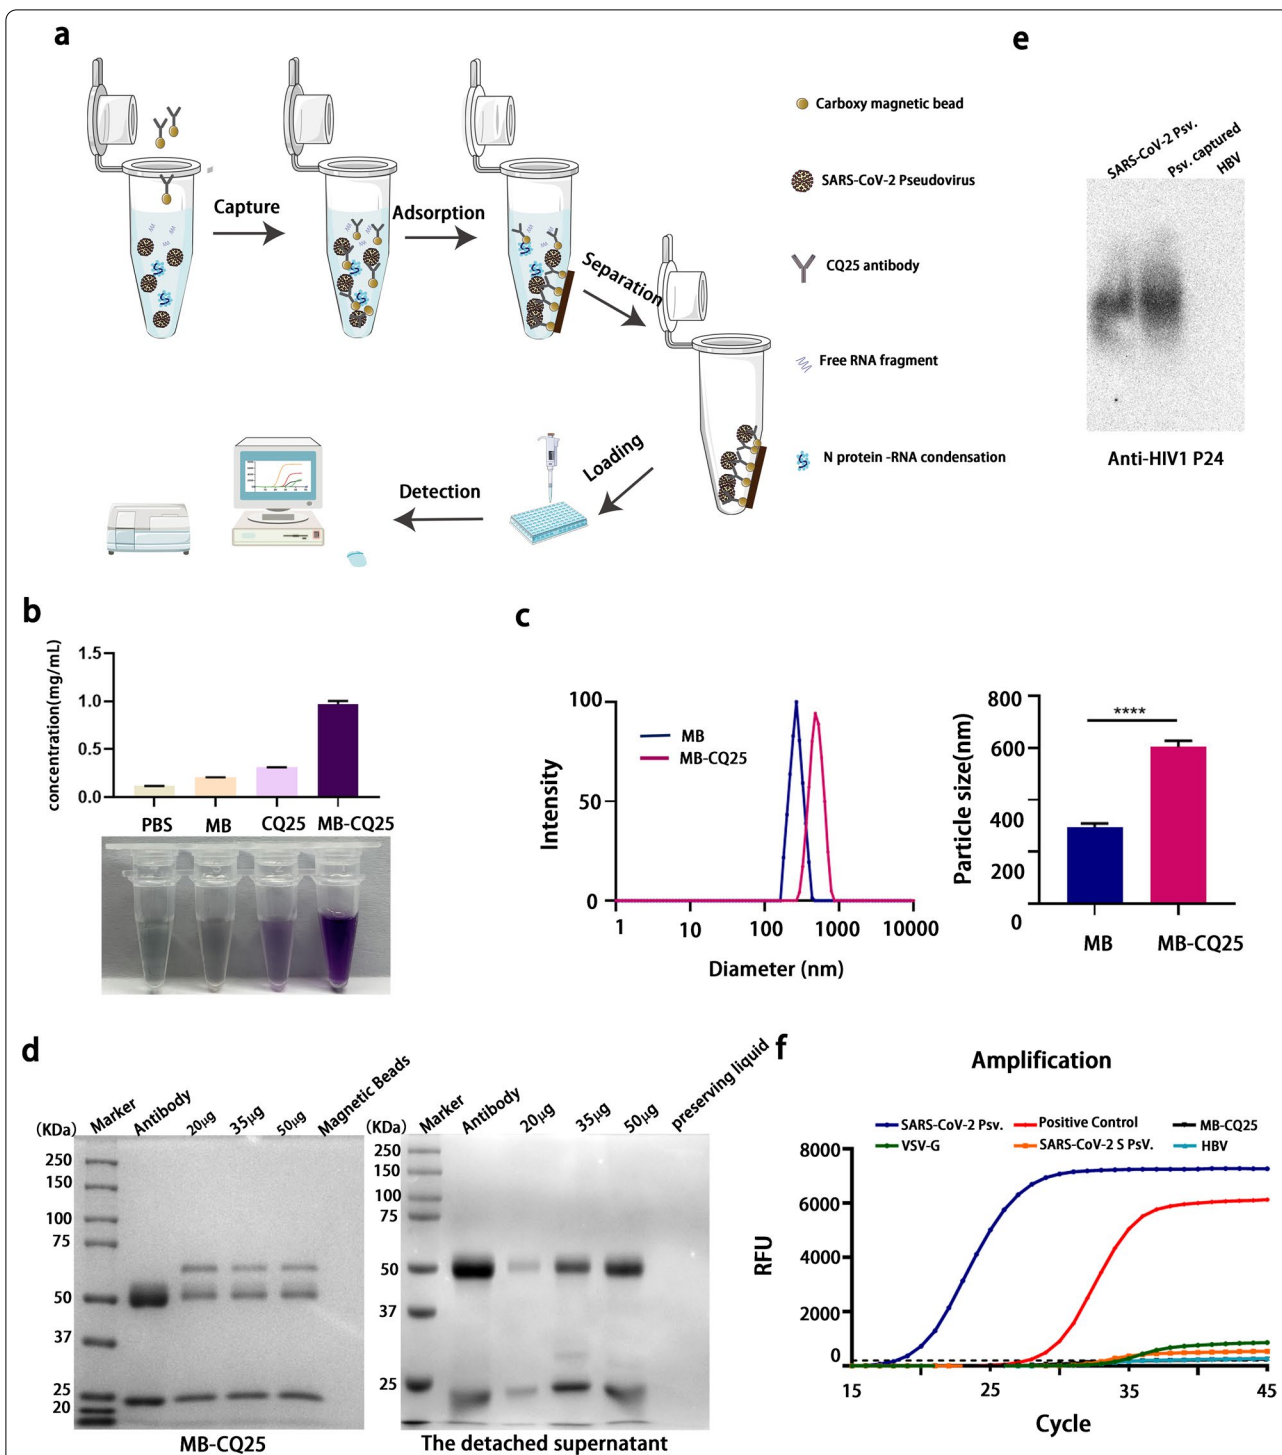 a
Capture
Adsorption
Separation
Loading
Detection
Carboxy magnetic bead
SARS-CoV-2 Pseudovirus
CQ25 antibody
Free RNA fragment
N protein -RNA condensation
e
SARS-CoV-2 Psv.
Psv. captured
HBV
Anti-HIV1 P24
b
concentration(mg/mL)
1.5
1.0
0.5
0.0
PBS MB CQ25 MB-CQ25
c
Intensity
100
50
0
MB
MB-CQ25
1 10 100 1000 10000
Diameter (nm)
Particle size(nm)
800
600
400
200
0
****
MB MB-CQ25
d
(KDa) Marker Antibody 20μg 35μg 50μg Magnetic Beads
250
150
100
75
50
37
25
20
MB-CQ25
(KDa) Marker Antibody 20μg 35μg 50μg preserving liquid
250
150
100
75
50
37
25
The detached supernatant
f
Amplification
SARS-CoV-2 Psv. Positive Control MB-CQ25
VSV-G SARS-CoV-2 S PsV. HBV
RFU
8000
6000
4000
2000
0
15 25 35 45
Cycle